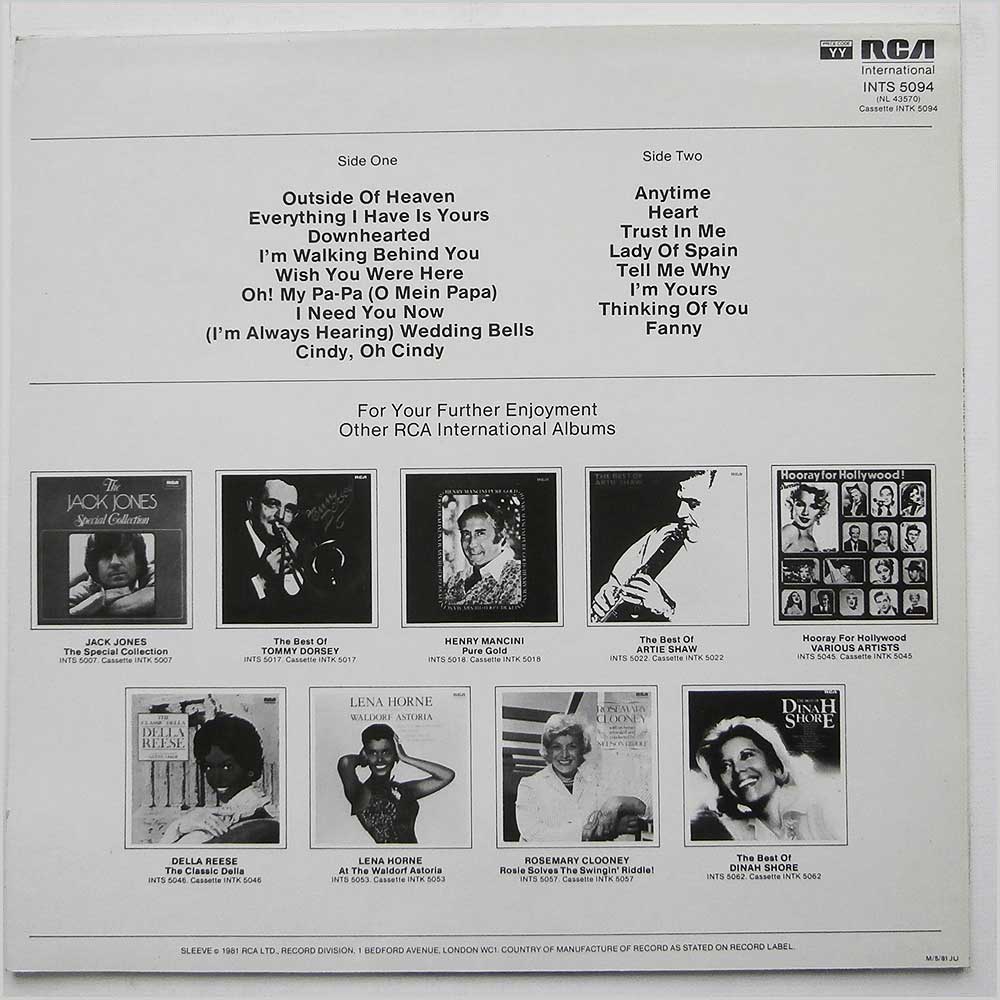 PRICE CODE
YY
RCA
International
INTS 5094
(NL 43570)
Cassette INTK 5094
Side One
Outside Of Heaven
Everything I Have Is Yours
Downhearted
I'm Walking Behind You
Wish You Were Here
Oh! My Pa-Pa (O Mein Papa)
I Need You Now
(I'm Always Hearing) Wedding Bells
Cindy, Oh Cindy
Side Two
Anytime
Heart
Trust In Me
Lady Of Spain
Tell Me Why
I'm Yours
Thinking Of You
Fanny
For Your Further Enjoyment
Other RCA International Albums
The
JACK JONES
Special Collection
HENRY MANCINI PURE GOLD
THE BEST OF
ARTIE SHAW
Hooray for Hollywood!
JACK JONES
The Special Collection
INTS 5007. Cassette INTK 5007
The Best Of
TOMMY DORSEY
INTS 5017. Cassette INTK 5017
HENRY MANCINI
Pure Gold
INTS 5018. Cassette INTK 5018
The Best Of
ARTIE SHAW
INTS 5022. Cassette INTK 5022
Hooray For Hollywood
VARIOUS ARTISTS
INTS 5045. Cassette INTK 5045
THE
CLASSIC DELLA
DELLA
REESE
LENA HORNE
WALDORF ASTORIA
ROSEMARY
CLOONEY
NELSON RIDDLE
DINAH
SHORE
DELLA REESE
The Classic Della
INTS 5046. Cassette INTK 5046
LENA HORNE
At The Waldorf Astoria
INTS 5053. Cassette INTK 5053
ROSEMARY CLOONEY
Rosie Solves The Swingin' Riddle!
INTS 5057. Cassette INTK 5057
The Best Of
DINAH SHORE
INTS 5062. Cassette INTK 5062
SLEEVE © 1981 RCA LTD., RECORD DIVISION, 1 BEDFORD AVENUE, LONDON WC1. COUNTRY OF MANUFACTURE OF RECORD AS STATED ON RECORD LABEL.
M/5/81 JU